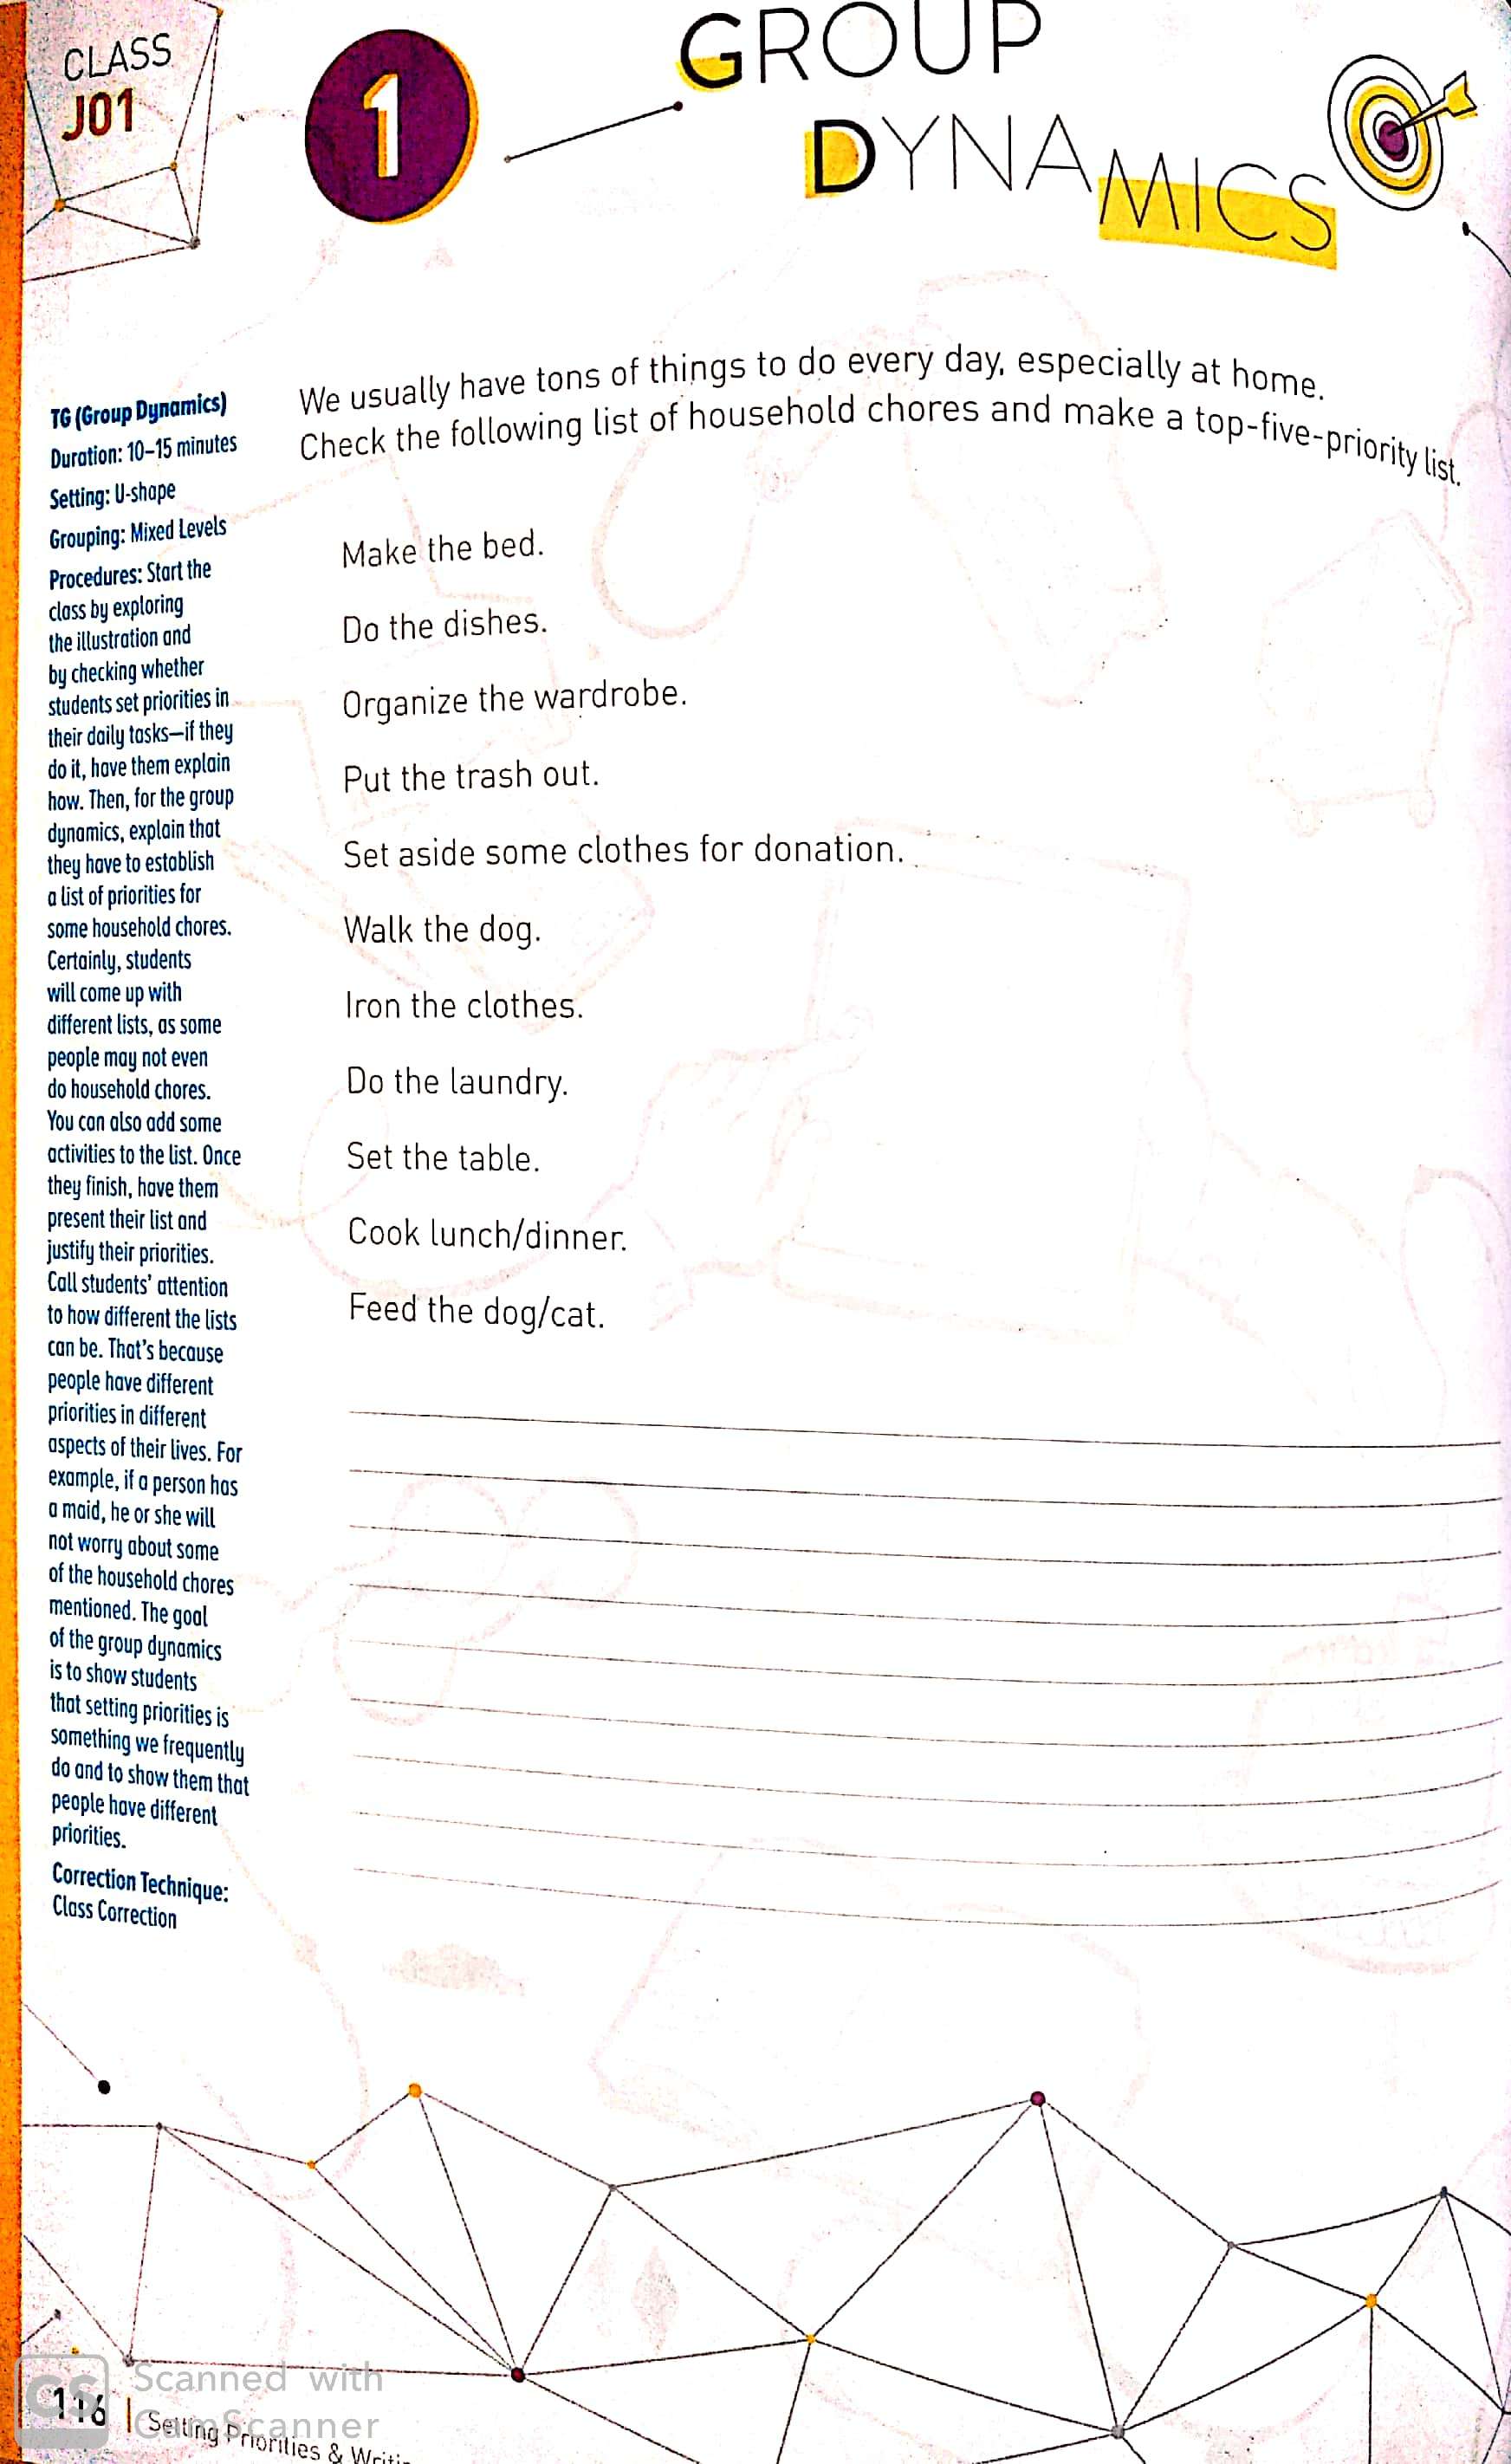 CLASS
J01
1
GROUP
DYNAMICS
We usually have tons of things to do every day, especially at home.
Check the following list of household chores and make a top-five-priority list.
TG (Group Dynamics)
Duration: 10–15 minutes
Setting: U-shape
Grouping: Mixed Levels
Procedures: Start the
class by exploring
the illustration and
by checking whether
students set priorities in
their daily tasks—if they
do it, have them explain
how. Then, for the group
dynamics, explain that
they have to establish
a list of priorities for
some household chores.
Certainly, students
will come up with
different lists, as some
people may not even
do household chores.
You can also add some
activities to the list. Once
they finish, have them
present their list and
justify their priorities.
Call students' attention
to how different the lists
can be. That's because
people have different
priorities in different
aspects of their lives. For
example, if a person has
a maid, he or she will
not worry about some
of the household chores
mentioned. The goal
of the group dynamics
is to show students
that setting priorities is
something we frequently
do and to show them that
people have different
priorities.
Correction Technique:
Class Correction
Make the bed.
Do the dishes.
Organize the wardrobe.
Put the trash out.
Set aside some clothes for donation.
Walk the dog.
Iron the clothes.
Do the laundry.
Set the table.
Cook lunch/dinner.
Feed the dog/cat.
CS
Scanned with
CamScanner
116 | Setting Priorities &